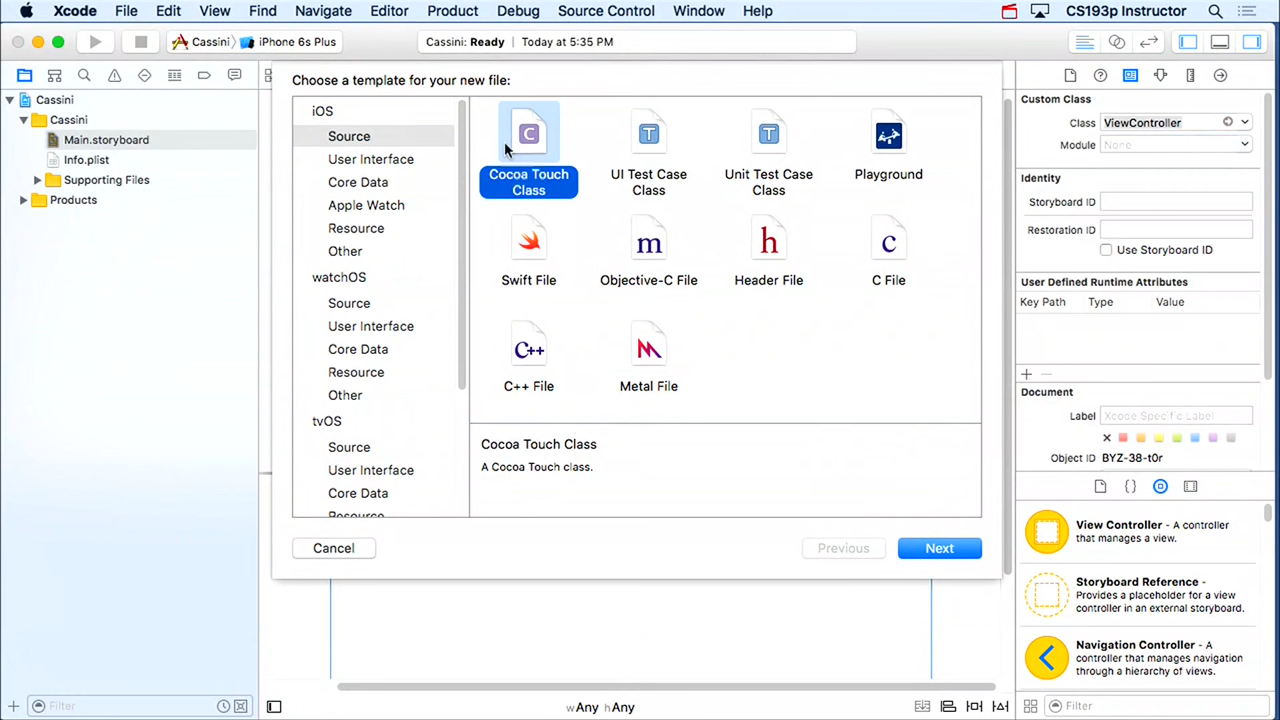 Xcode File Edit View Find Navigate Editor Product Debug Source Control Window Help CS193p Instructor
Cassini iPhone 6s Plus Cassini: Ready Today at 5:35 PM
Choose a template for your new file:
Cassini
Cassini
Main.storyboard
Info.plist
Supporting Files
Products
iOS
Source
User Interface
Core Data
Apple Watch
Resource
Other
watchOS
Source
User Interface
Core Data
Resource
Other
tvOS
Source
User Interface
Core Data
Resource
C
Cocoa Touch
Class
T
UI Test Case
Class
T
Unit Test Case
Class
Playground
Swift File
m
Objective-C File
h
Header File
c
C File
C++
C++ File
Metal File
Cocoa Touch Class
A Cocoa Touch class.
Cancel
Previous
Next
Custom Class
Class ViewController
Module None
Identity
Storyboard ID
Restoration ID
Use Storyboard ID
User Defined Runtime Attributes
Key Path Type Value
Document
Label Xcode Specific Label
Object ID BYZ-38-t0r
View Controller - A controller
that manages a view.
Storyboard Reference -
Provides a placeholder for a view
controller in an external storyboard.
Navigation Controller - A
controller that manages navigation
through a hierarchy of views.
Filter
wAny hAny
Filter